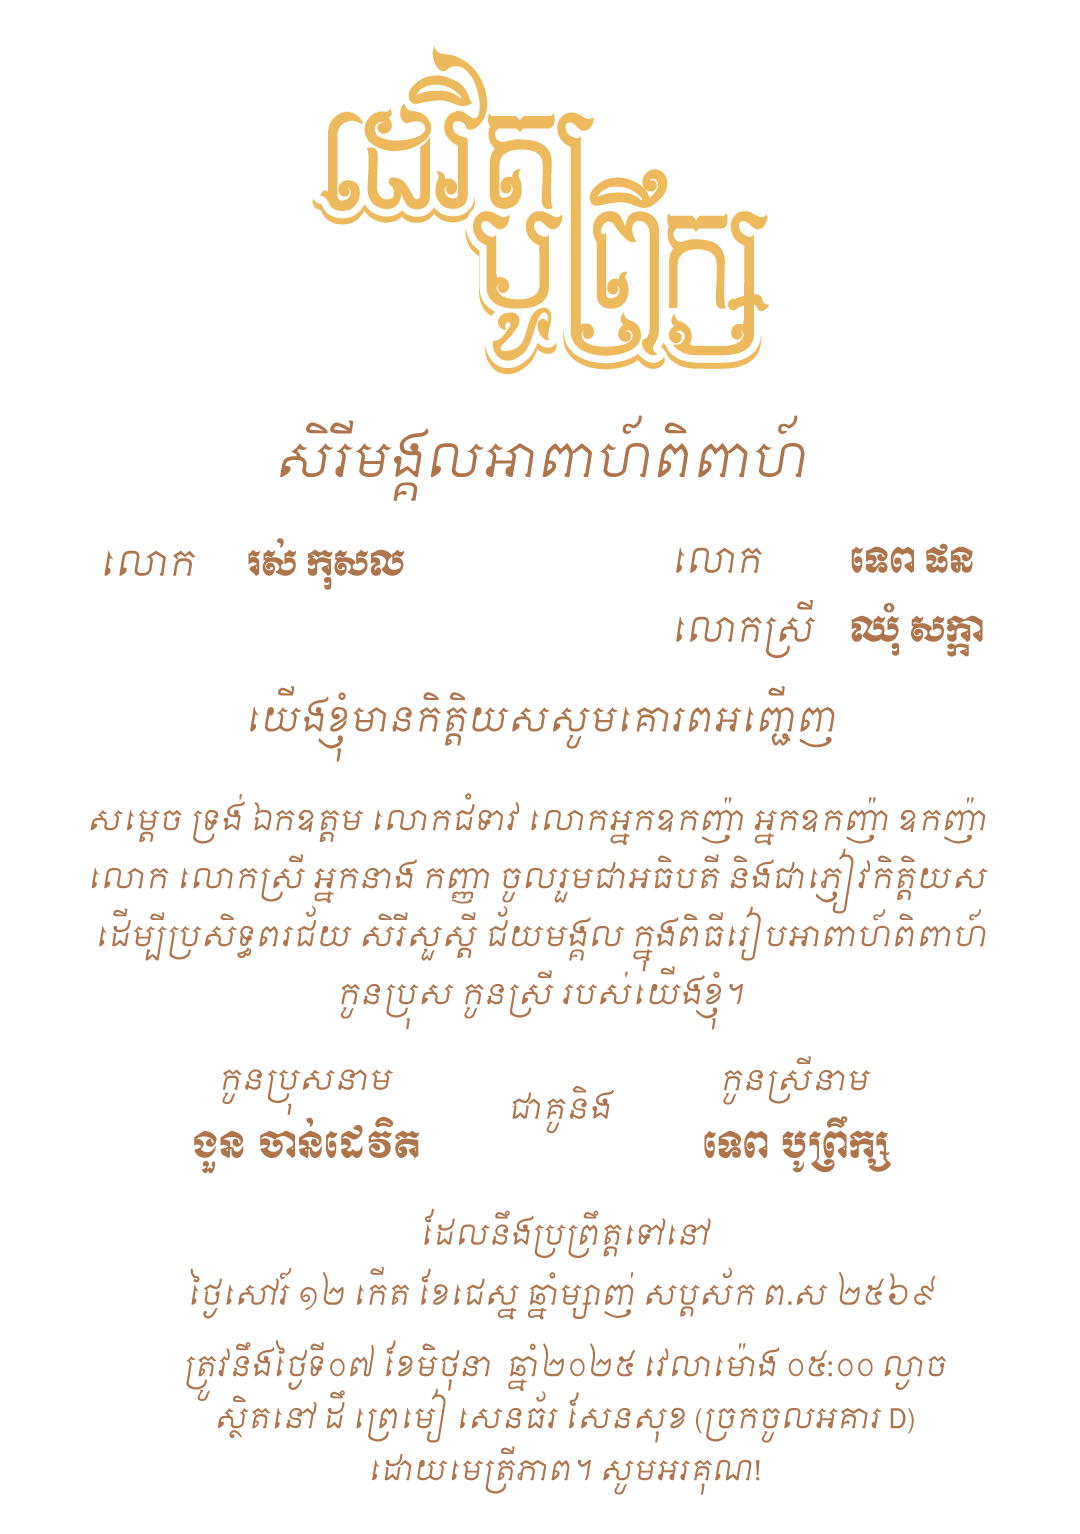 ដេវីត
បូព្រឹក្ស
សិរីមង្គលអាពាហ៍ពិពាហ៍
លោក រស់ កុសល លោក ទេព ផន
លោកស្រី ឈុំ សក្កា
យើងខ្ញុំមានកិត្តិយសសូមគោរពអញ្ជើញ
សម្តេច ទ្រង់ ឯកឧត្តម លោកជំទាវ លោកអ្នកឧកញ៉ា អ្នកឧកញ៉ា ឧកញ៉ា
លោក លោកស្រី អ្នកនាង កញ្ញា ចូលរួមជាអធិបតី និងជាភ្ញៀវកិត្តិយស
ដើម្បីប្រសិទ្ធពរជ័យ សិរីសួស្តី ជ័យមង្គល ក្នុងពិធីរៀបអាពាហ៍ពិពាហ៍
កូនប្រុស កូនស្រី របស់យើងខ្ញុំ។
កូនប្រុសនាម ជាគូនិង កូនស្រីនាម
ងួន ចាន់ដេវិត ទេព បូព្រឹក្ស
ដែលនឹងប្រព្រឹត្តទៅនៅ
ថ្ងៃសៅរ៍ ១២ កើត ខែជេស្ឋ ឆ្នាំម្សាញ់ សប្តស័ក ព.ស ២៥៦៩
ត្រូវនឹងថ្ងៃទី០៧ ខែមិថុនា ឆ្នាំ២០២៥ វេលាម៉ោង ០៥:០០ ល្ងាច
ស្ថិតនៅ ដឹ ព្រេមៀ សេនធ័រ សែនសុខ (ច្រកចូលអគារ D)
ដោយមេត្រីភាព។ សូមអរគុណ!